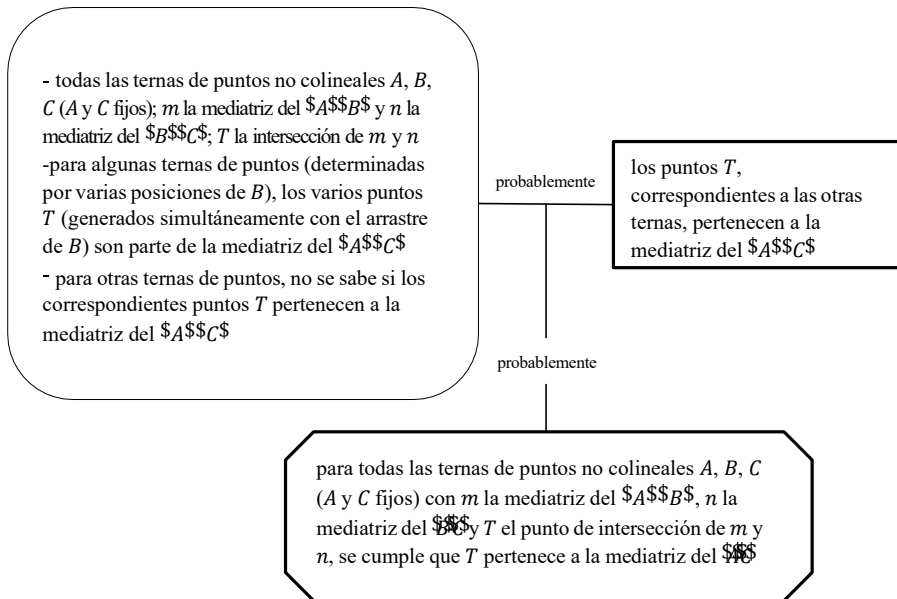 - todas las ternas de puntos no colineales A, B,
C (A y C fijos); m la mediatriz del $A$$B$ y n la
mediatriz del $B$$C$; T la intersección de m y n
-para algunas ternas de puntos (determinadas
por varias posiciones de B), los varios puntos
T (generados simultáneamente con el arrastre
de B) son parte de la mediatriz del $A$$C$
- para otras ternas de puntos, no se sabe si los
correspondientes puntos T pertenecen a la
mediatriz del $A$$C$
probablemente
los puntos T,
correspondientes a las otras
ternas, pertenecen a la
mediatriz del $A$$C$
probablemente
para todas las ternas de puntos no colineales A, B, C
(A y C fijos) con m la mediatriz del $A$$B$, n la
mediatriz del y T el punto de intersección de m y
n, se cumple que T pertenece a la mediatriz del